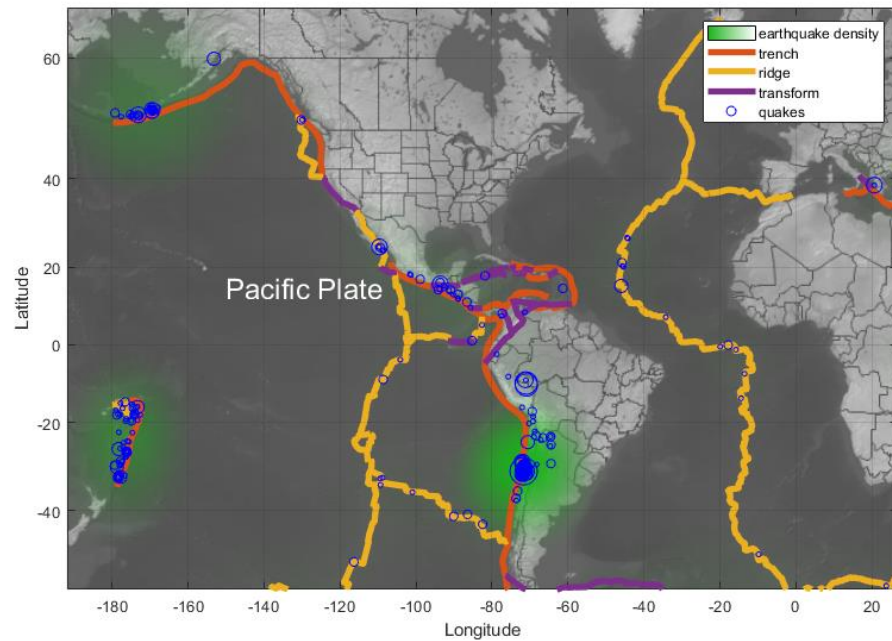 earthquake density
trench
ridge
transform
quakes
60
40
20
0
-20
-40
Latitude
Pacific Plate
-180
-160
-140
-120
-100
-80
-60
-40
-20
0
20
Longitude